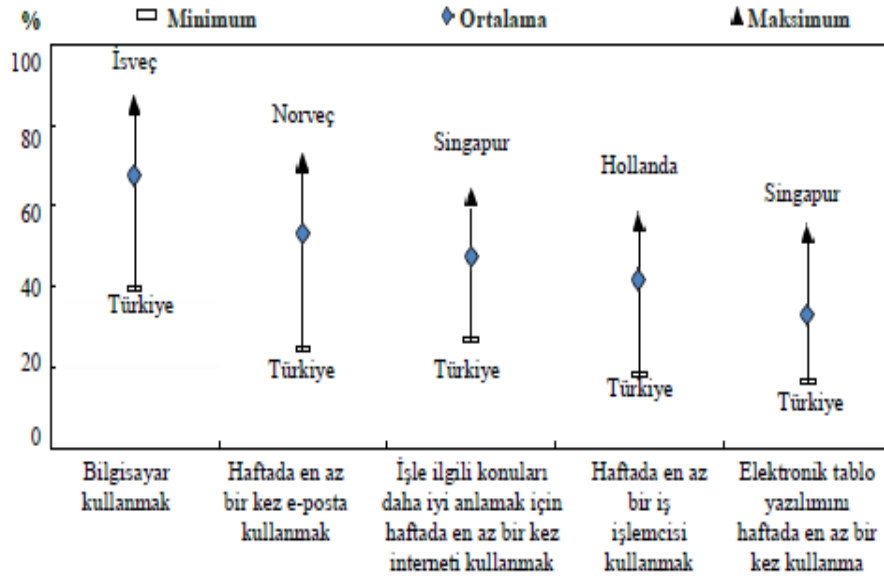 % Minimum Ortalama Maksimum
100
80
60
40
20
0
İsveç
Norveç
Singapur
Hollanda
Singapur
Türkiye
Türkiye
Türkiye
Türkiye
Türkiye
Bilgisayar
kullanmak
Haftada en az
bir kez e-posta
kullanmak
İşle ilgili konuları
daha iyi anlamak için
haftada en az bir kez
interneti kullanmak
Haftada en az
bir iş
işlemcisi
kullanmak
Elektronik tablo
yazılımını
haftada en az bir
kez kullanma